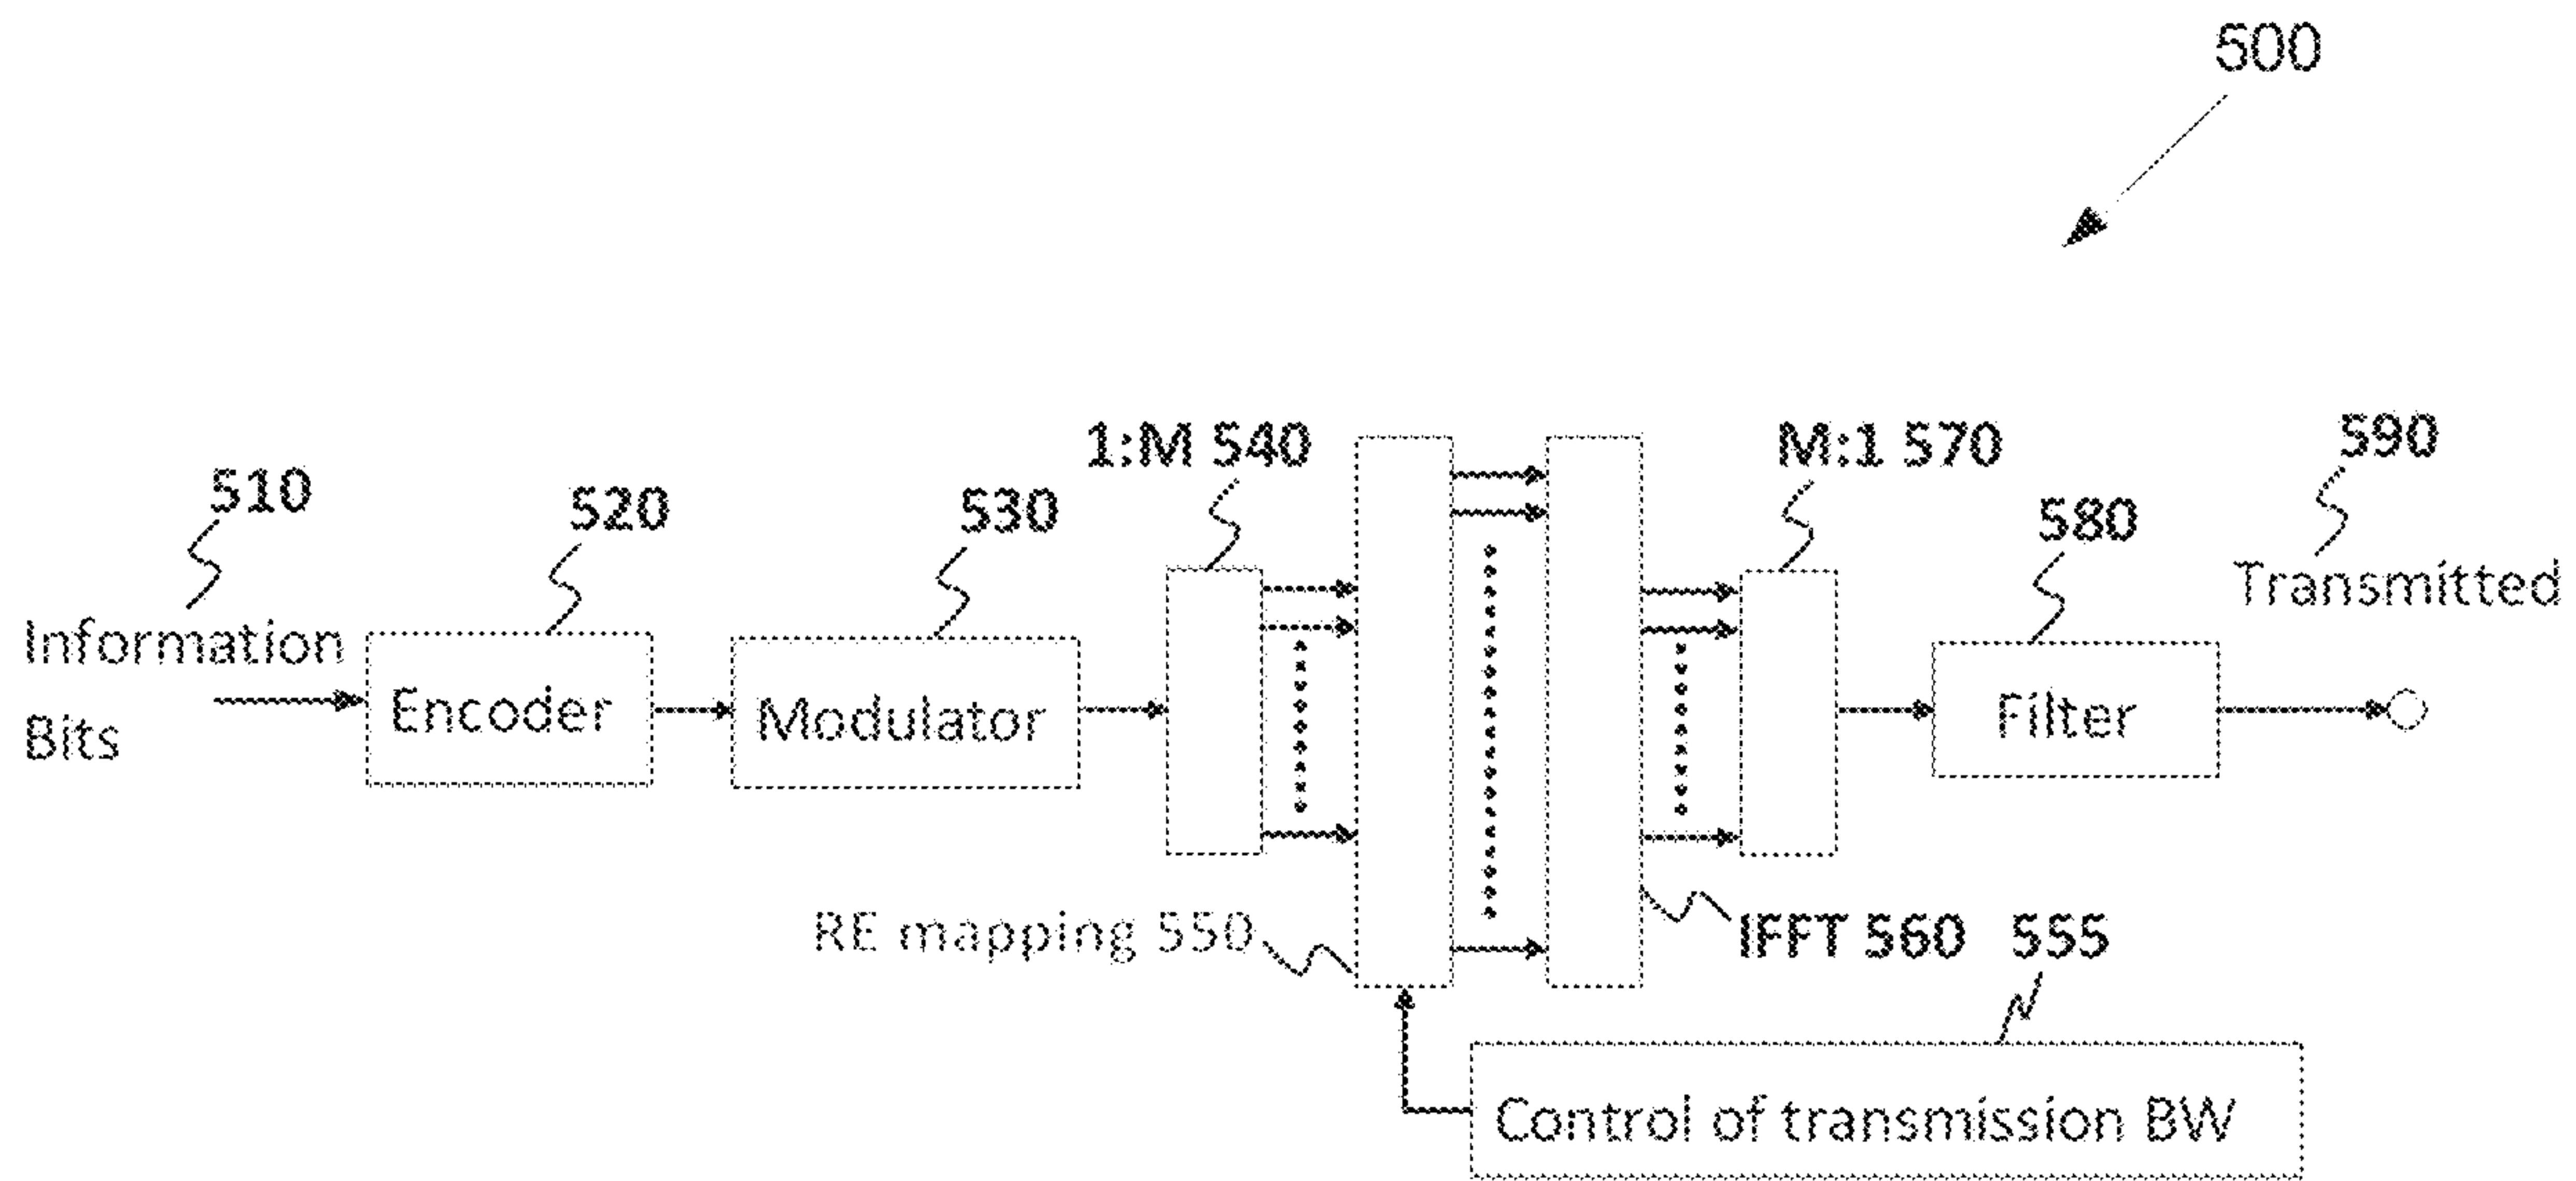 500
590
1:M 540
M:1 570
510
520
530
580
Transmitted
Information
Bits
Encoder
Modulator
Filter
RE mapping 550
IFFT 560
555
Control of transmission BW